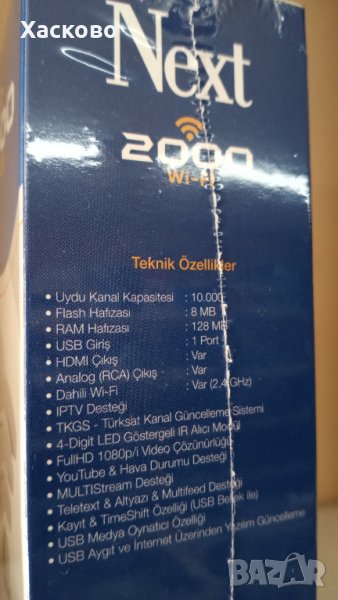 Хасково
Next
2000
Wi-Fi
Teknik Özellikler
• Uydu Kanal Kapasitesi : 10.000
• Flash Hafızası : 8 MB
• RAM Hafızası : 128 MB
• USB Giriş : 1 Port
• HDMI Çıkış : Var
• Analog (RCA) Çıkış : Var
• Dahili Wi-Fi : Var (2.4 GHz)
• IPTV Desteği
• TKGS - Türksat Kanal Güncelleme Sistemi
• 4-Digit LED Göstergeli IR Alıcı Modül
• FullHD 1080p/i Video Çözünürlüğü
• YouTube & Hava Durumu Desteği
• MULTIStream Desteği
• Teletext & Altyazı & Multifeed Desteği
• Kayıt & TimeShift Özelliği (USB Bellek ile)
• USB Medya Oynatıcı Özelliği
• USB Aygıt ve İnternet Üzerinden Yazılım Güncelleme
BAZAR